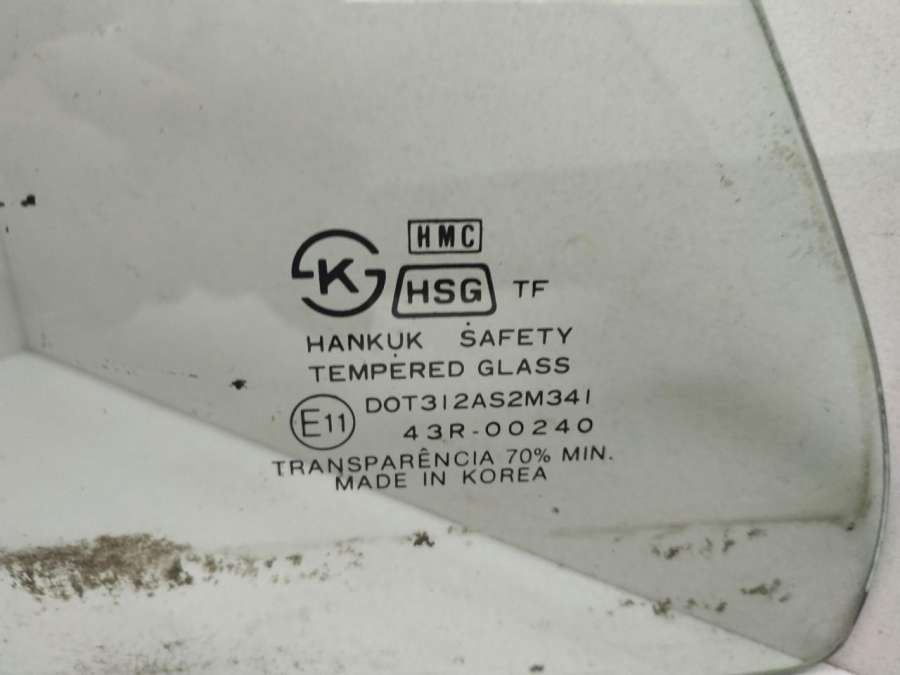 HMC
K HSG TF
HANKUK SAFETY
TEMPERED GLASS
E11 DOT312AS2M341
43R-00240
TRANSPARÊNCIA 70% MIN.
MADE IN KOREA